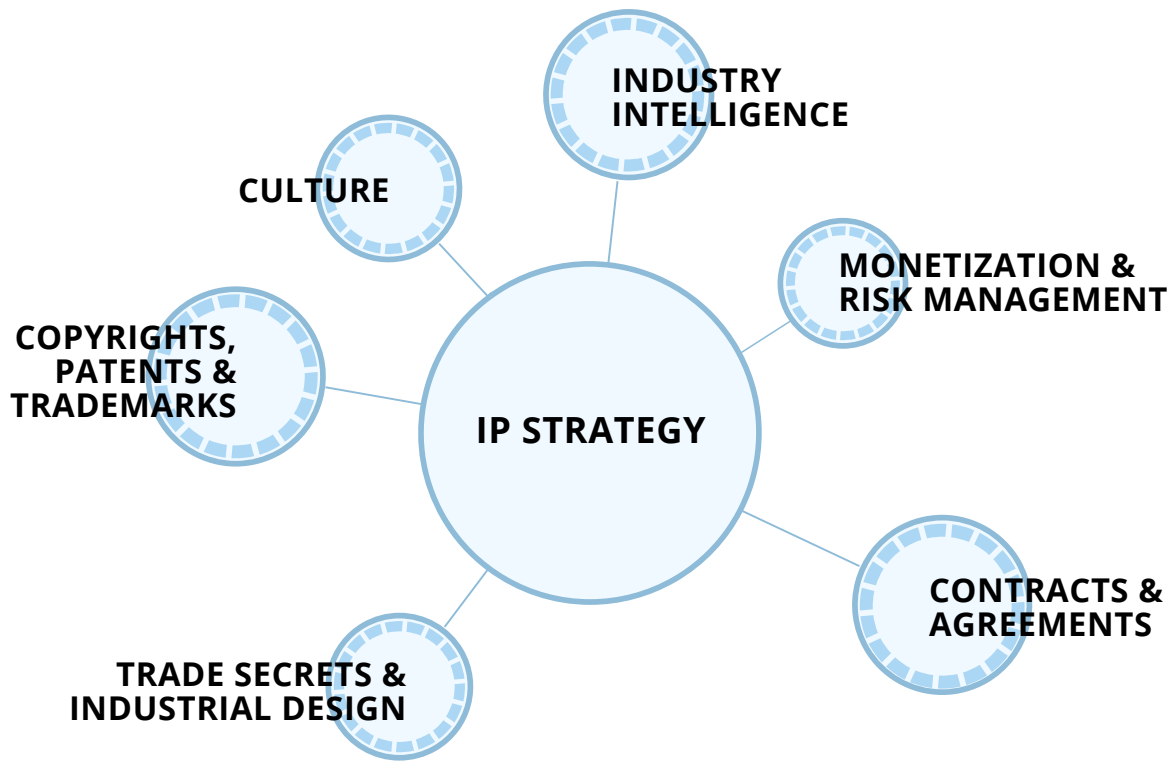 INDUSTRY
INTELLIGENCE
CULTURE
MONETIZATION &
RISK MANAGEMENT
COPYRIGHTS,
PATENTS &
TRADEMARKS
IP STRATEGY
CONTRACTS &
AGREEMENTS
TRADE SECRETS &
INDUSTRIAL DESIGN